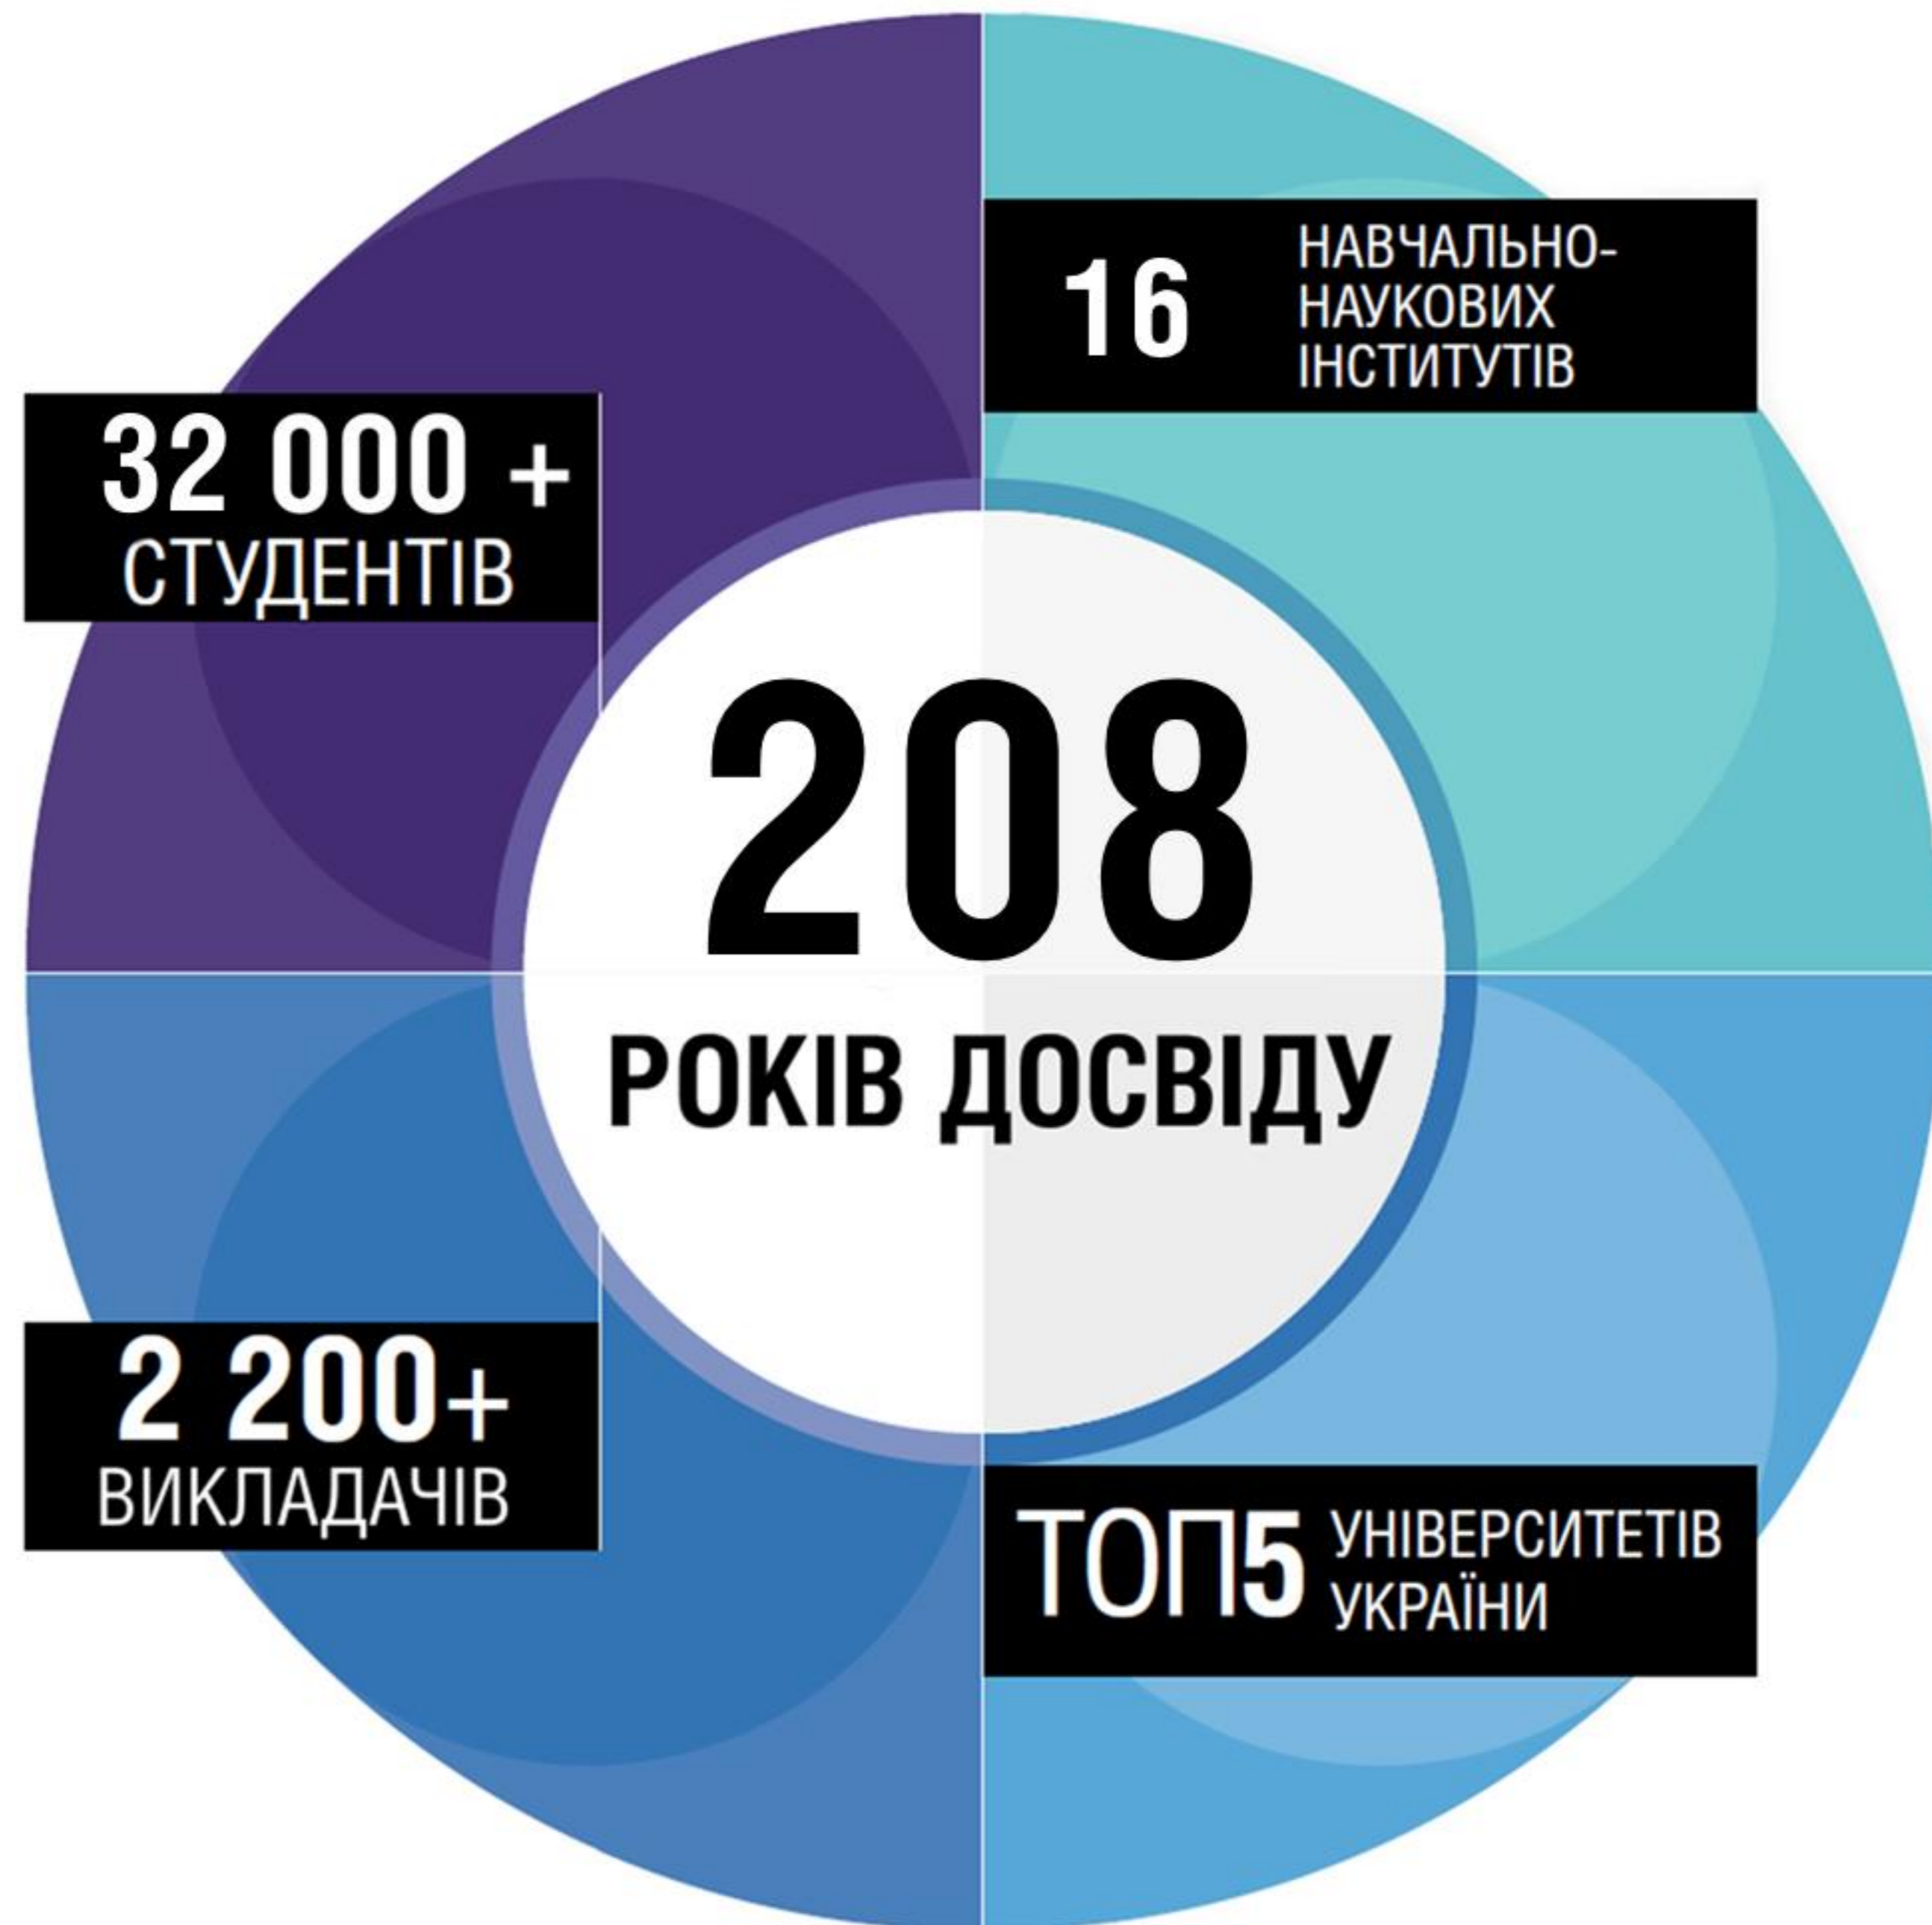 16
НАВЧАЛЬНО-
НАУКОВИХ
ІНСТИТУТІВ
32 000 +
СТУДЕНТІВ
208
РОКІВ ДОСВІДУ
2 200+
ВИКЛАДАЧІВ
ТОП5
УНІВЕРСИТЕТІВ
УКРАЇНИ